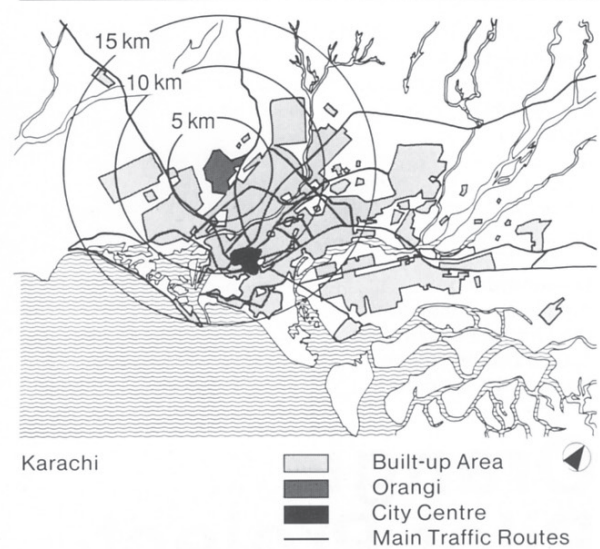 15 km
10 km
5 km
Karachi
Built-up Area
Orangi
City Centre
Main Traffic Routes